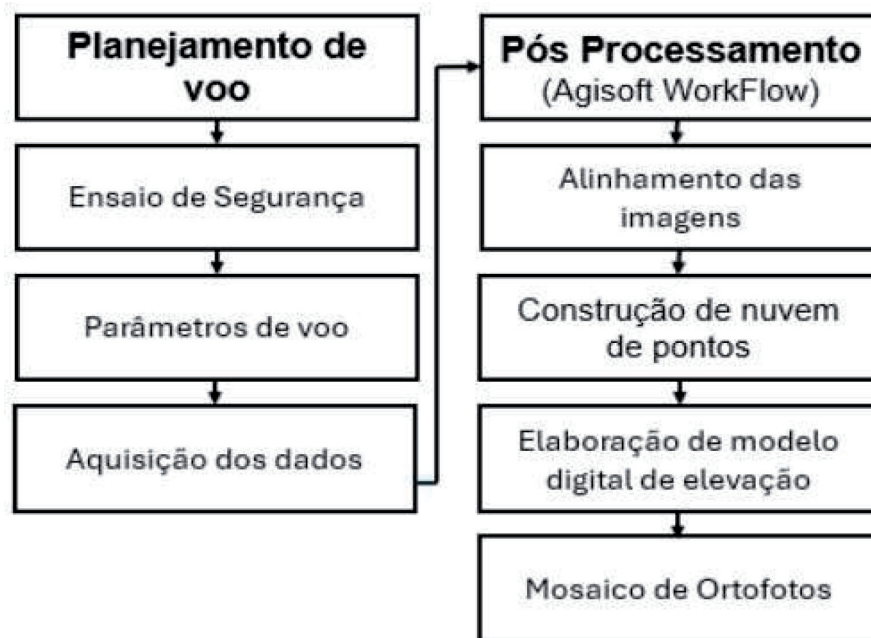 Planejamento de
voo
Ensaio de Segurança
Parâmetros de voo
Aquisição dos dados
Pós Processamento
(Agisoft WorkFlow)
Alinhamento das
imagens
Construção de nuvem
de pontos
Elaboração de modelo
digital de elevação
Mosaico de Ortofotos